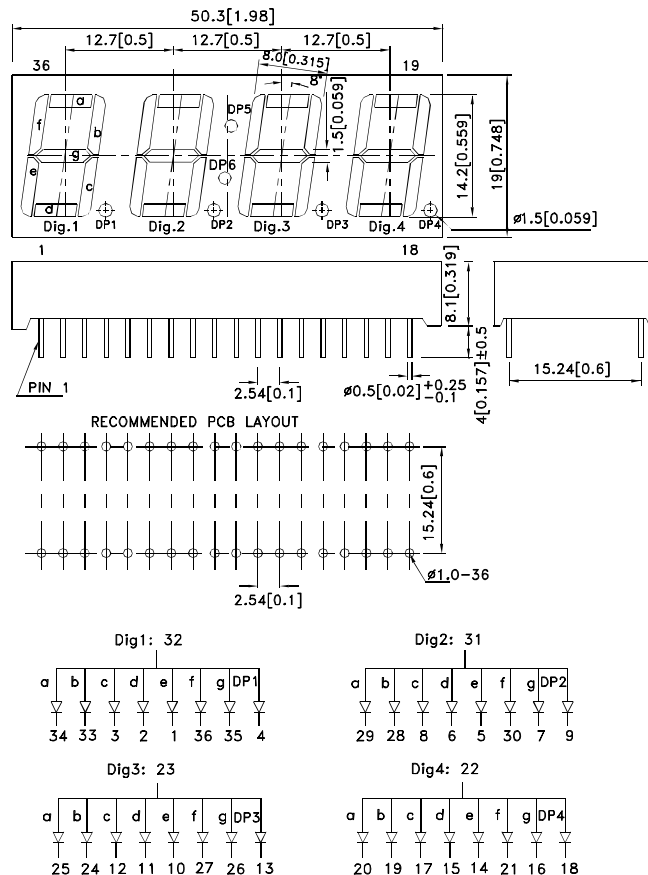 50.3[1.98]
12.7[0.5] 12.7[0.5] 12.7[0.5]
8.0[0.315]
36 19
8°
a
f b
g
e c
d
DP5
DP6
1.5[0.059]
14.2[0.559]
19[0.748]
Dig.1 DP1 Dig.2 DP2 Dig.3 DP3 Dig.4 DP4
ø1.5[0.059]
1 18
8.1[0.319]
4[0.157]±0.5
PIN 1
2.54[0.1]
ø0.5[0.02]+0.25 -0.1
15.24[0.6]
RECOMMENDED PCB LAYOUT
15.24[0.6]
ø1.0-36
2.54[0.1]
Dig1: 32
a b c d e f g DP1
34 33 3 2 1 36 35 4
Dig2: 31
a b c d e f g DP2
29 28 8 6 5 30 7 9
Dig3: 23
a b c d e f g DP3
25 24 12 11 10 27 26 13
Dig4: 22
a b c d e f g DP4
20 19 17 15 14 21 16 18